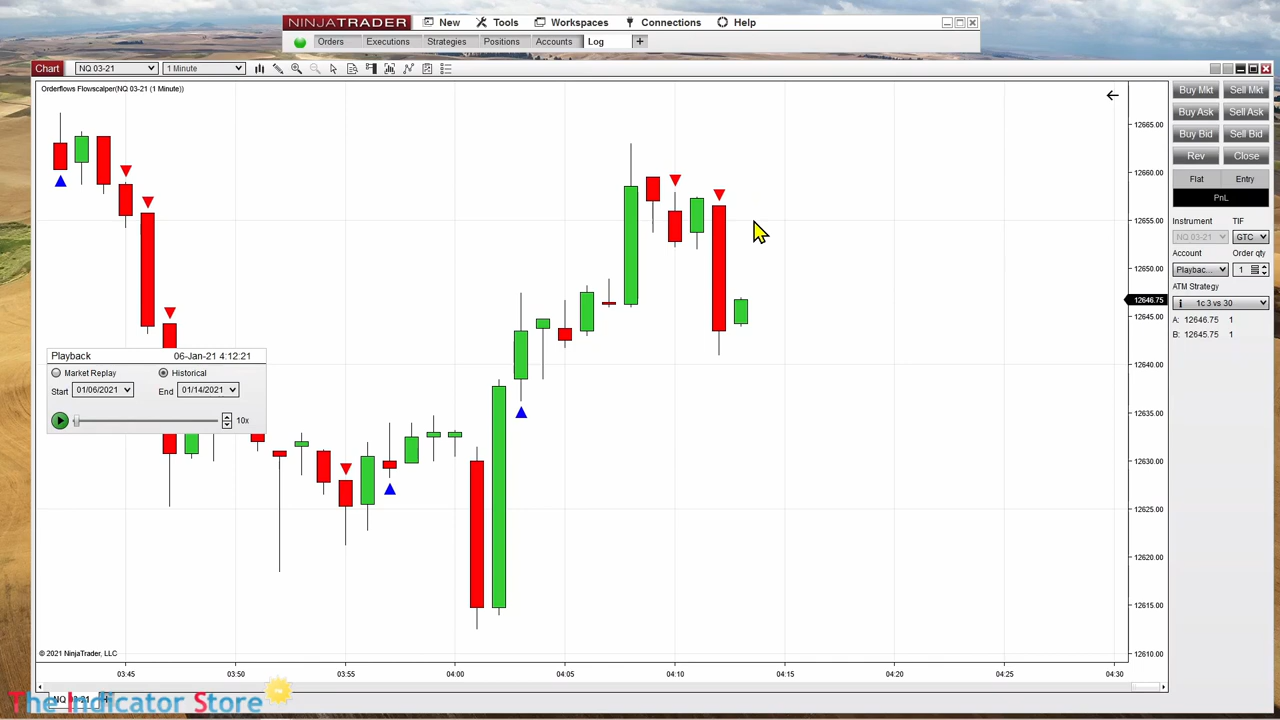 NINJATRADER New Tools Workspaces Connections Help
Orders Executions Strategies Positions Accounts Log +
Chart NQ 03-21 1 Minute
Orderflows Flowscalper(NQ 03-21 (1 Minute))
Buy Mkt Sell Mkt
Buy Ask Sell Ask
Buy Bid Sell Bid
Rev Close
Flat Entry
PnL
Instrument TIF
NQ 03-21 GTC
Account Order qty
Playbac... 1
ATM Strategy
1c 3 vs 30
A: 12646.75 1
B: 12645.75 1
12665.00
12660.00
12655.00
12650.00
12646.75
12645.00
12640.00
12635.00
12630.00
12625.00
12620.00
12615.00
12610.00
Playback 06-Jan-21 4:12:21
Market Replay Historical
Start 01/06/2021 End 01/14/2021
10x
© 2021 NinjaTrader, LLC
03:45 03:50 03:55 04:00 04:05 04:10 04:15 04:20 04:25 04:30
NQ 03-21
The Indicator Store